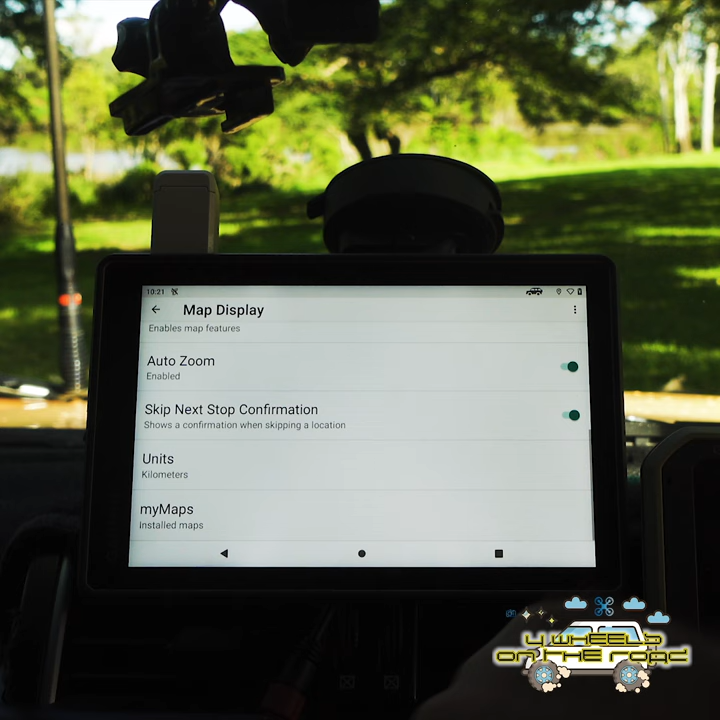 10:21
Map Display
Enables map features
Auto Zoom
Enabled
Skip Next Stop Confirmation
Shows a confirmation when skipping a location
Units
Kilometers
myMaps
Installed maps
4 WHEELS
ON THE ROAD